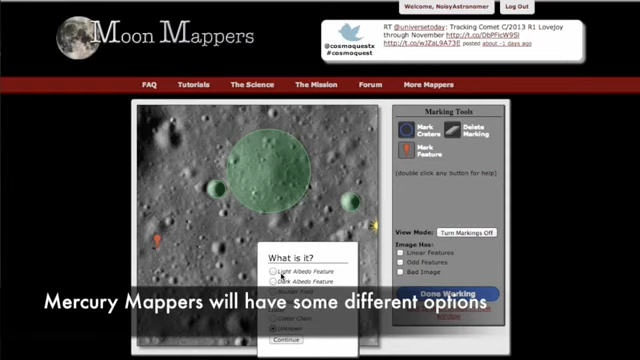 Welcome, NoisyAstronomer
Log Out
Moon Mappers
@cosmoquestx
#cosmoquest
RT @universetoday: Tracking Comet C/2013 R1 Lovejoy
through November http://t.co/DbPFicW9Sl
http://t.co/wJZaL9A73E posted about ~1 days ago
FAQ
Tutorials
The Science
The Mission
Forum
More Mappers
Marking Tools
Mark
Craters
Delete
Marking
Mark
Feature
(double click any button for help)
View Mode:
Turn Markings Off
Image Has:
Linear Features
Odd Features
Bad Image
Done Working
What is it?
Light Albedo Feature
Dark Albedo Feature
Crater Chain
Unknown
Continue
Mercury Mappers will have some different options